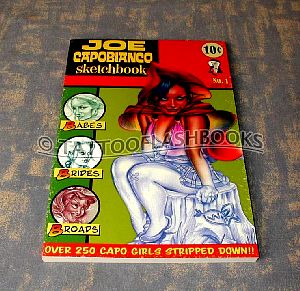 JOE
CAPOBIANCO
sketchbook
10¢
No. 1
BABES
© TATTOOFLASHBOOKS
BRIDES
BROADS
OVER 250 CAPO GIRLS STRIPPED DOWN!!